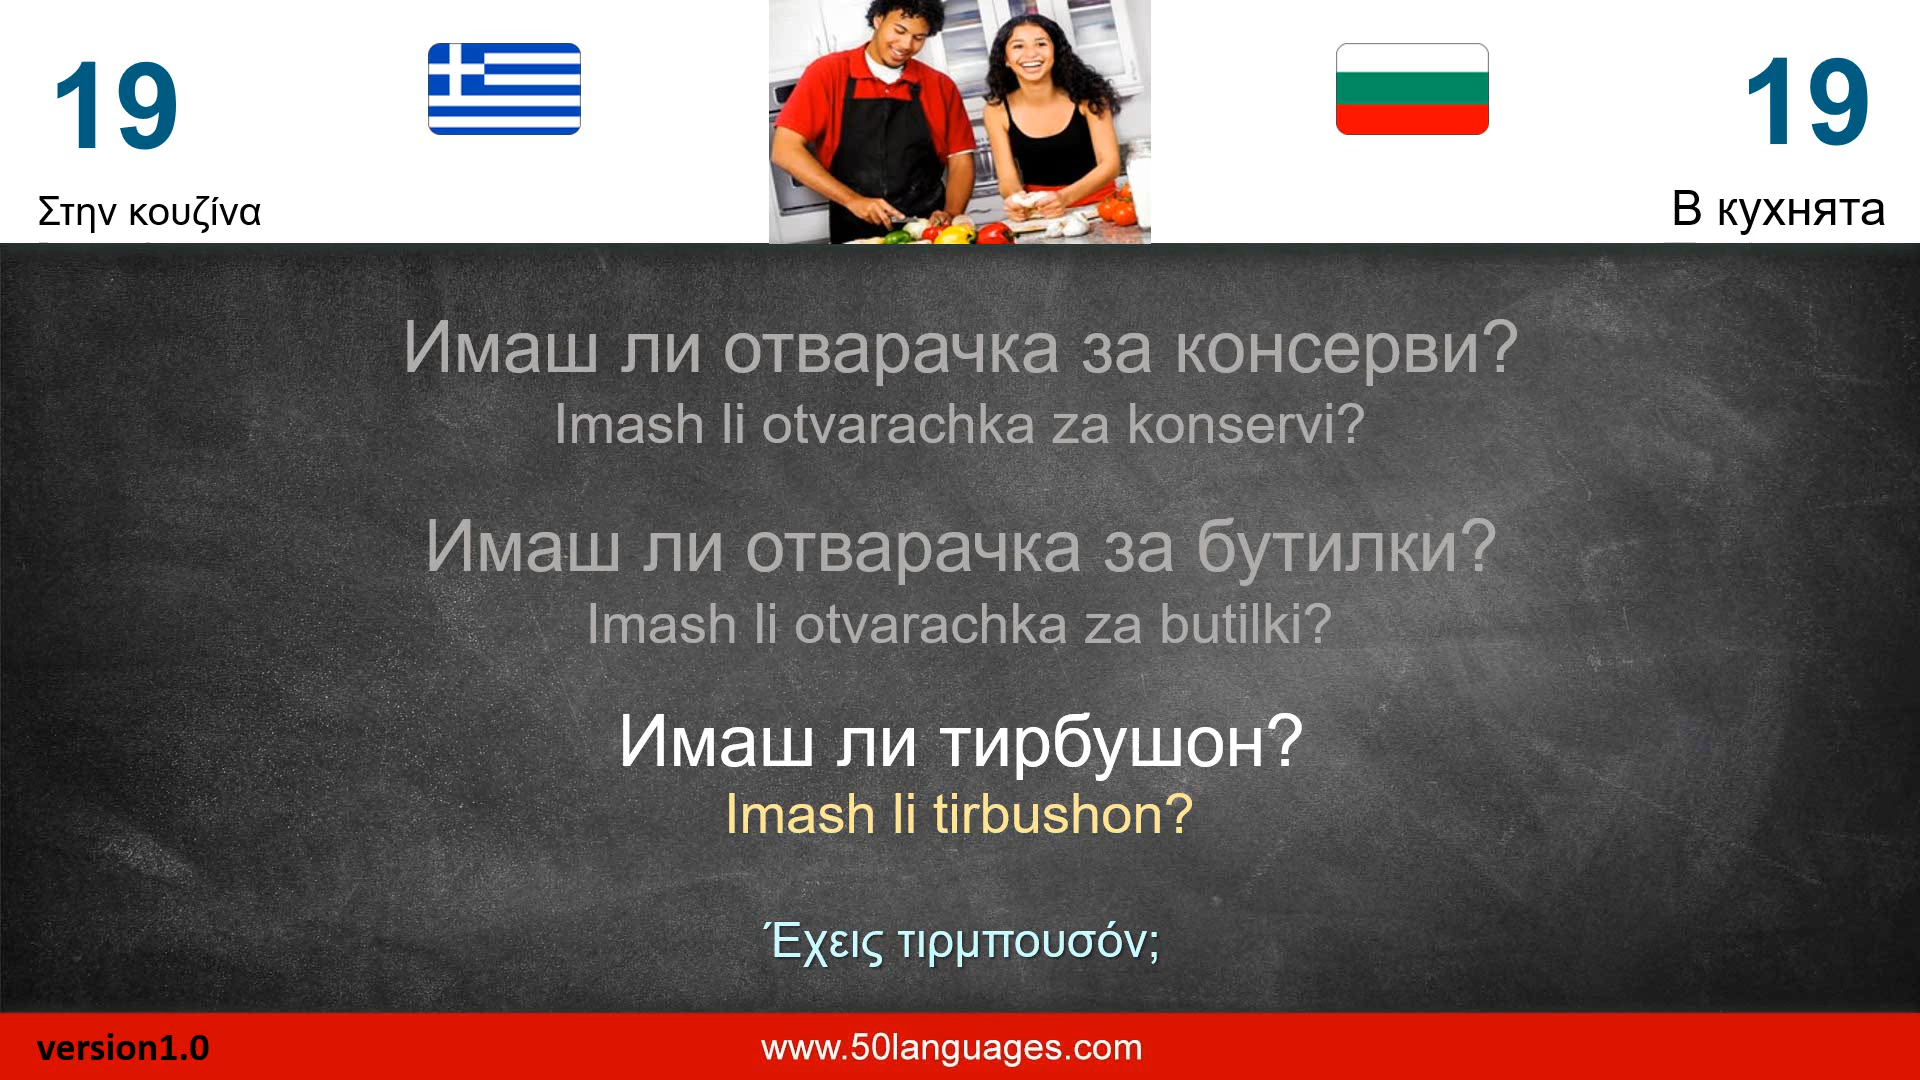 19
19
Στην κουζίνα
В кухнята
Имаш ли отварачка за консерви?
Imash li otvarachka za konservi?
Имаш ли отварачка за бутилки?
Imash li otvarachka za butilki?
Имаш ли тирбушон?
Imash li tirbushon?
Έχεις τιρμπουσόν;
version1.0
www.50languages.com